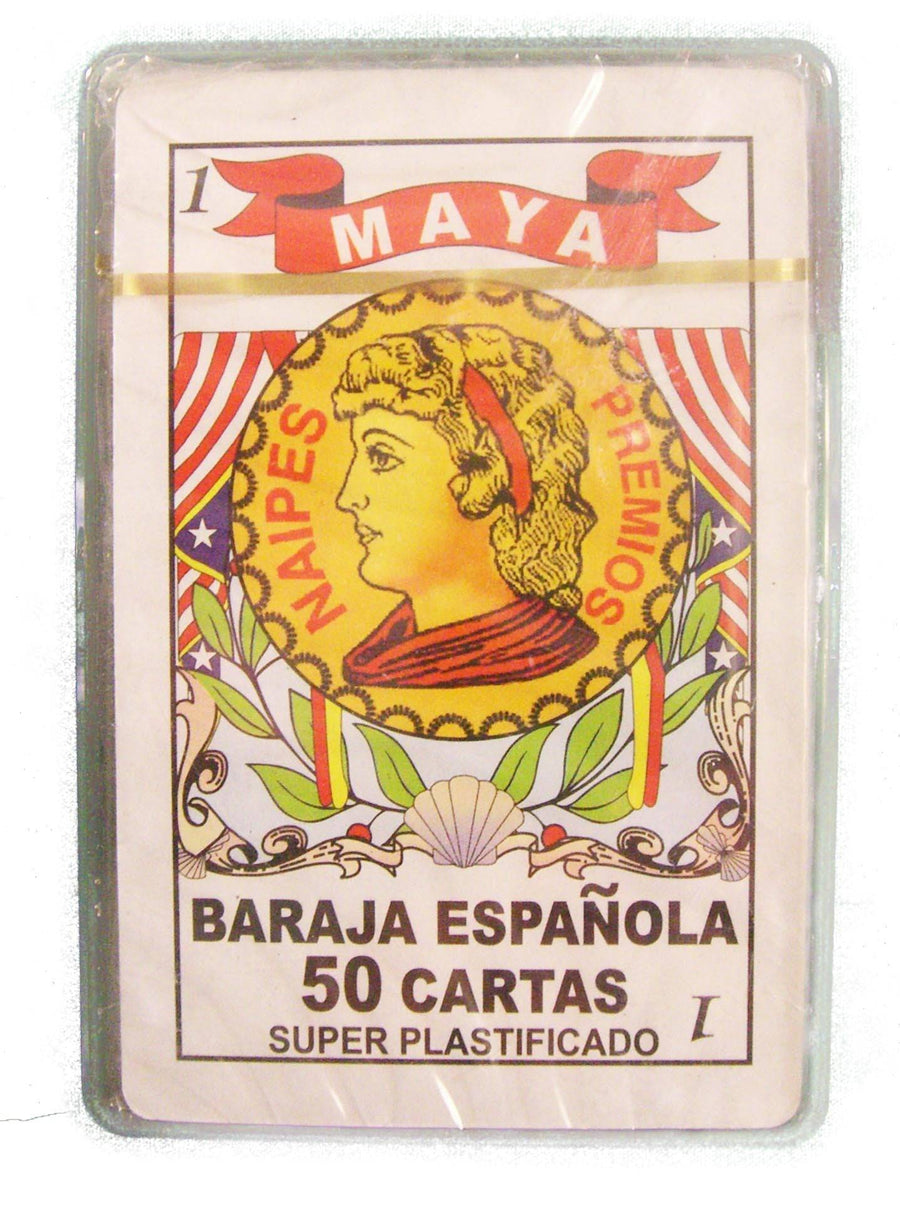 1
MAYA
NAIPES
PREMIOS
BARAJA ESPAÑOLA
50 CARTAS
SUPER PLASTIFICADO
1